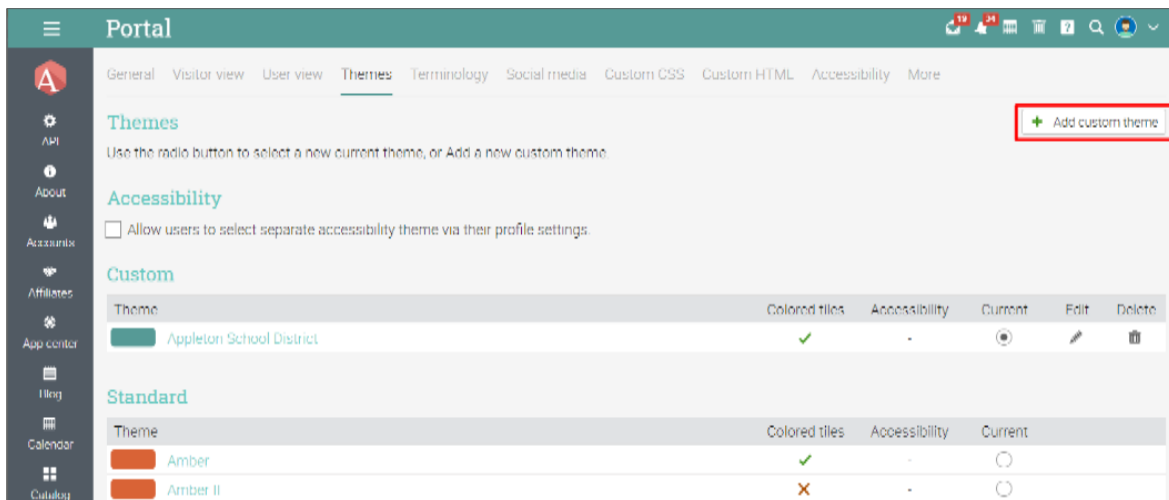 Portal
19
34
General Visitor view User view Themes Terminology Social media Custom CSS Custom HTML Accessibility More
Themes
+ Add custom theme
Use the radio button to select a new current theme, or Add a new custom theme.
Accessibility
Allow users to select separate accessibility theme via their profile settings.
Custom
Theme Colored tiles Accessibility Current Edit Delete
Appleton School District -
Standard
Theme Colored tiles Accessibility Current
Amber -
Amber II -
A
API
About
Accounts
Affiliates
App center
Blog
Calendar
Catalog